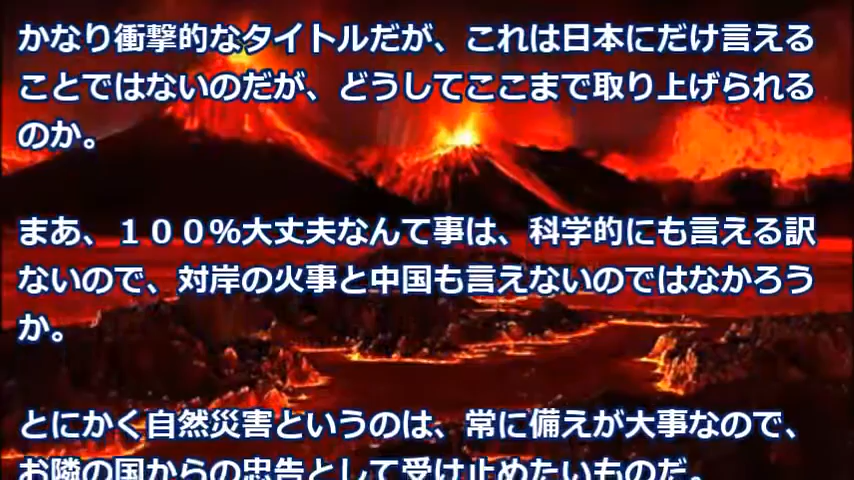 かなり衝撃的なタイトルだが、これは日本にだけ言える
ことではないのだが、どうしてここまで取り上げられる
のか。
まあ、１００％大丈夫なんて事は、科学的にも言える訳
ないので、対岸の火事と中国も言えないのではなかろう
か。
とにかく自然災害というのは、常に備えが大事なので、
お隣の国からの忠告として受け止めたいものだ。